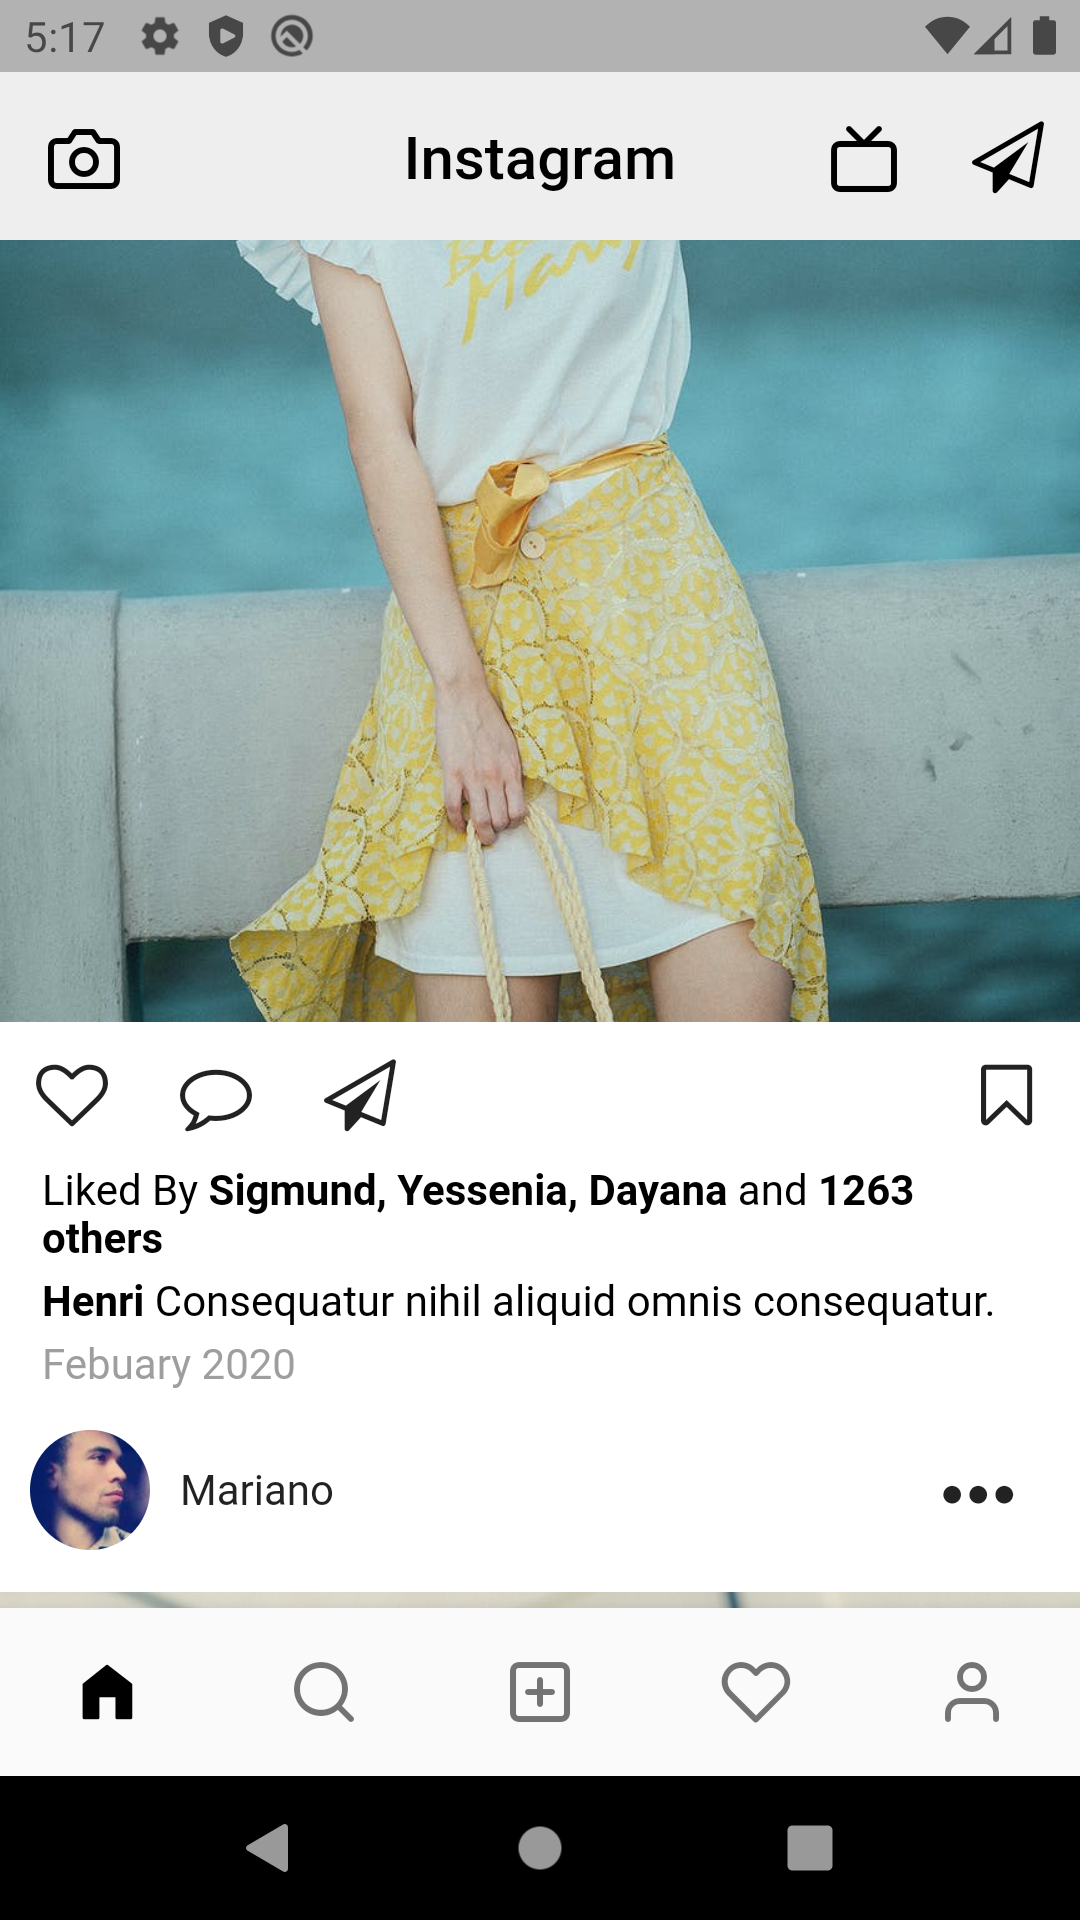 5:17
Instagram
Mary
Liked By Sigmund, Yessenia, Dayana and 1263
others
Henri Consequatur nihil aliquid omnis consequatur.
Febuary 2020
Mariano